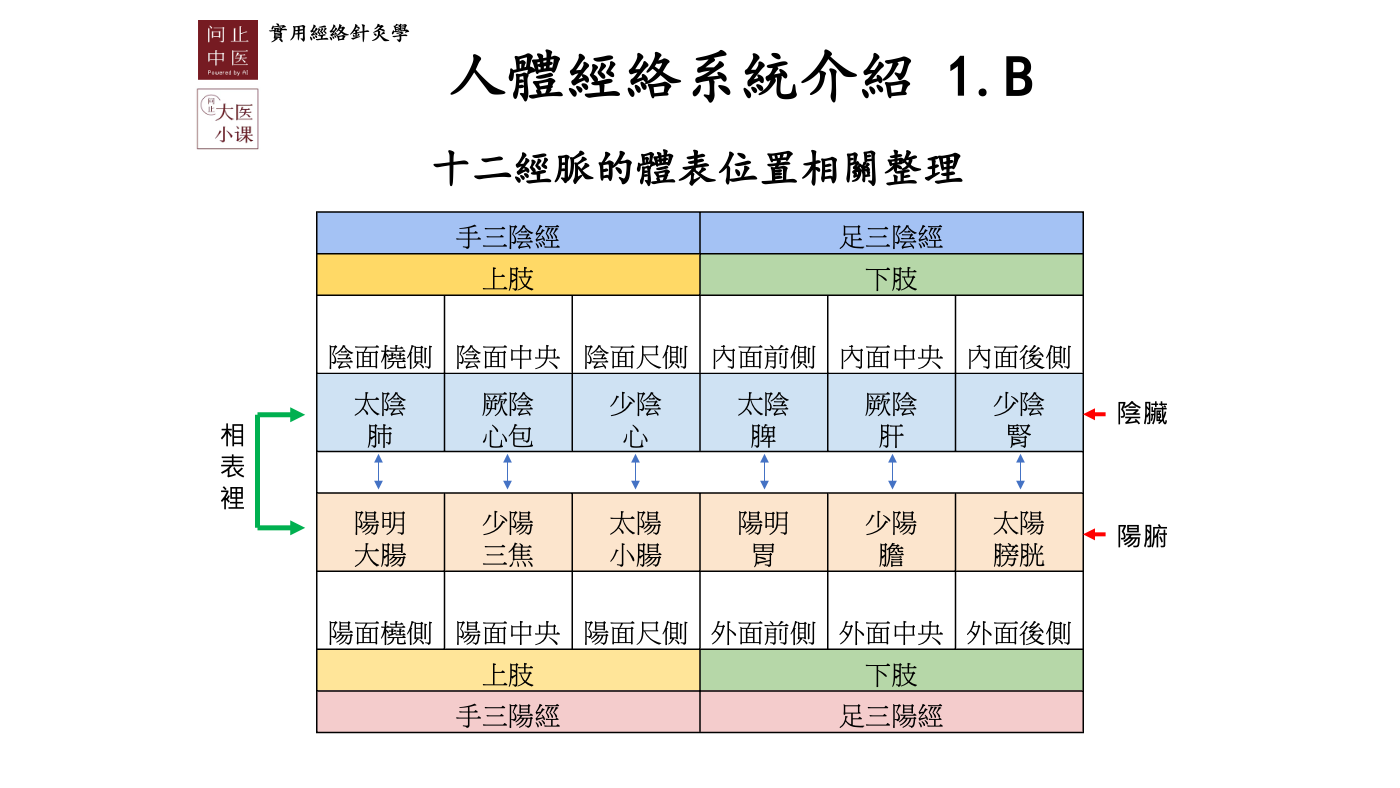 问止
中医
Powered by AI
實用經絡針灸學
人體經絡系統介紹 1.B
问止
大医
小课
十二經脈的體表位置相關整理
手三陰經 足三陰經
上肢 下肢
陰面橈側 陰面中央 陰面尺側 內面前側 內面中央 內面後側
太陰 厥陰 少陰 太陰 厥陰 少陰
肺 心包 心 脾 肝 腎
陰臟
相
表
裡
陽明 少陽 太陽 陽明 少陽 太陽
大腸 三焦 小腸 胃 膽 膀胱
陽腑
陽面橈側 陽面中央 陽面尺側 外面前側 外面中央 外面後側
上肢 下肢
手三陽經 足三陽經